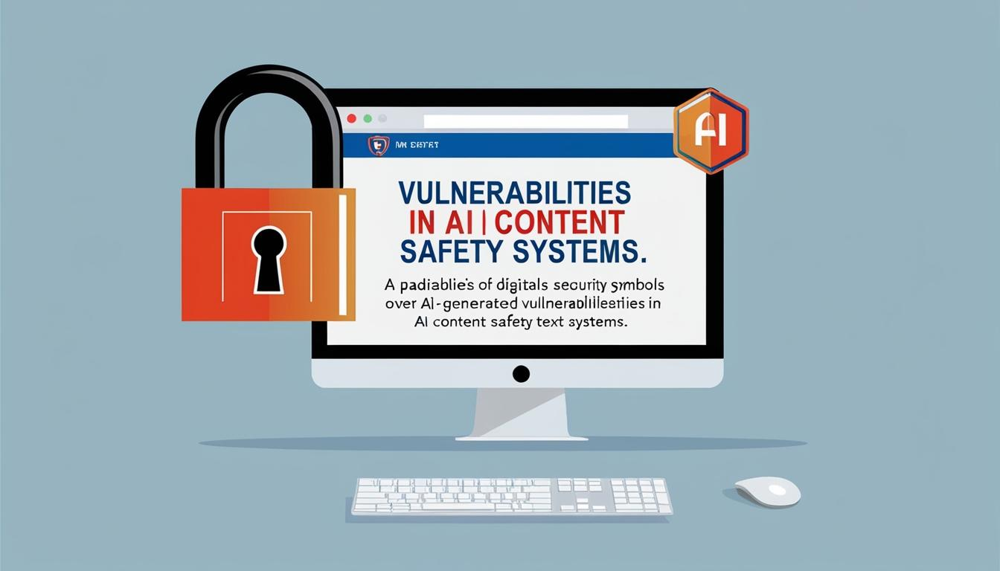 AI
VULNERABILITIES
IN AI | CONTENT
SAFETY SYSTEMS.
A padiablie's of digitals security symbols
over AI-generated vullnerabillileasties in
AI content safety text systems.